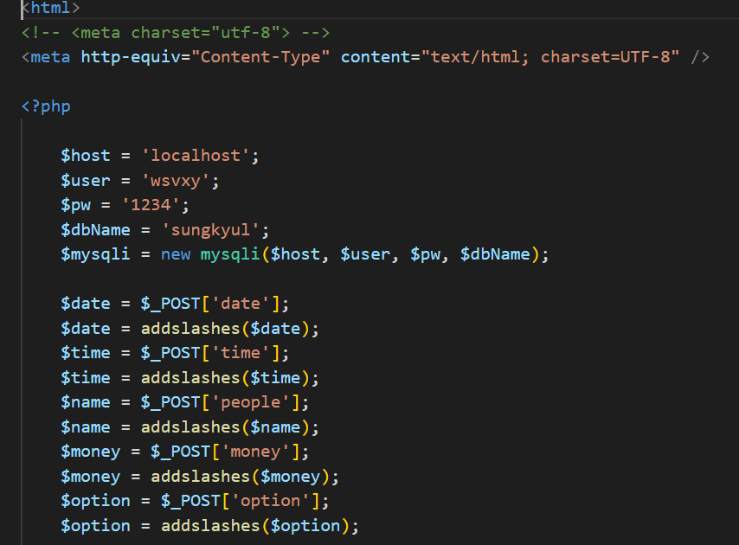 <html>
<!-- <meta charset="utf-8"> -->
<meta http-equiv="Content-Type" content="text/html; charset=UTF-8" />
<?php
$host = 'localhost';
$user = 'wsvxy';
$pw = '1234';
$dbName = 'sungkyul';
$mysqli = new mysqli($host, $user, $pw, $dbName);
$date = $_POST['date'];
$date = addslashes($date);
$time = $_POST['time'];
$time = addslashes($time);
$name = $_POST['people'];
$name = addslashes($name);
$money = $_POST['money'];
$money = addslashes($money);
$option = $_POST['option'];
$option = addslashes($option);